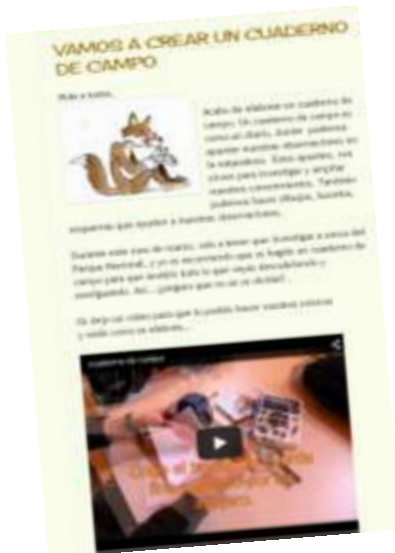 VAMOS A CREAR UN CUADERNO
DE CAMPO
Hola a todos,
Acabo de elaborar un cuaderno de
campo. Un cuaderno de campo es
como un diario, donde podemos
apuntar nuestras observaciones en
la naturaleza. Estos apuntes, nos
sirven para investigar y ampliar
nuestros conocimientos. También
podemos hacer dibujos,
esquemas que ayuden a nuestras observaciones.
Durante este mes de marzo, vais a tener que investigar a cerca del
Parque Nacional, y yo os recomiendo que os hagáis un cuaderno de
campo para que anotéis todo lo que vayáis descubriendo y
averiguando. Así... ¡seguro que no se os olvida!
Os dejo un video para que lo podáis hacer vosotros mismos
y veáis como se elabora...
Cuaderno de campo